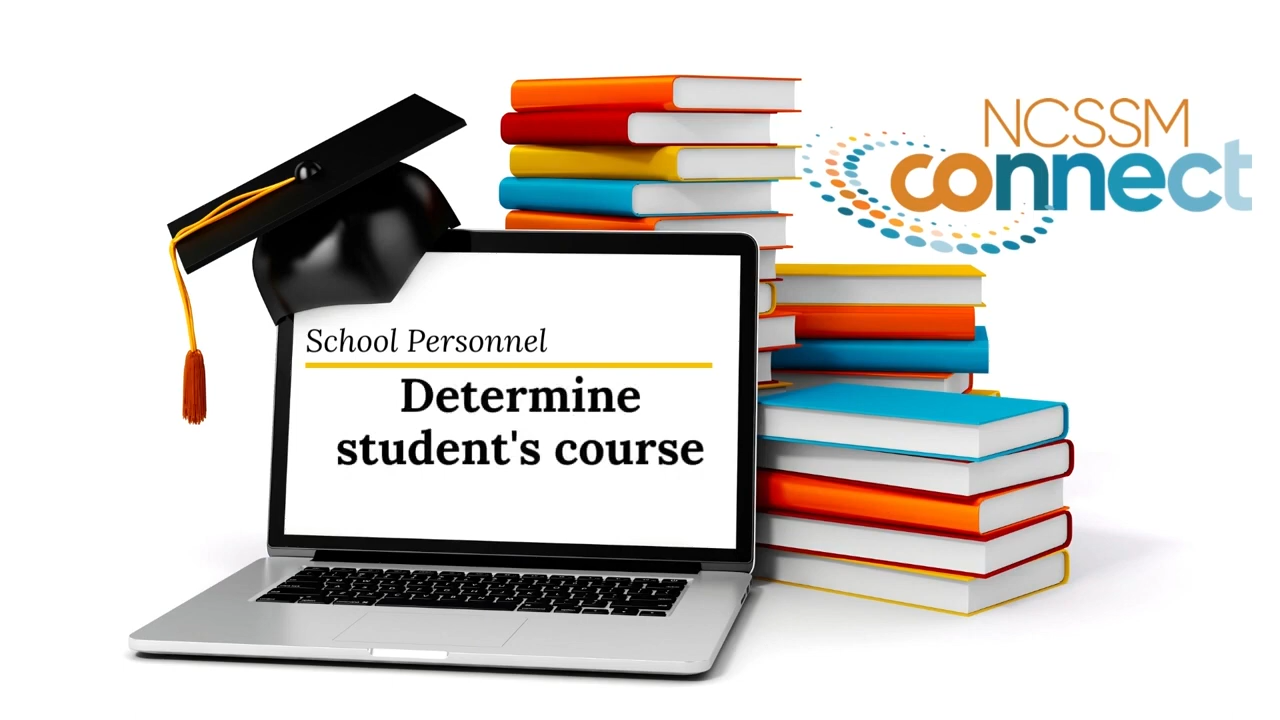 NCSSM
connect
School Personnel
Determine
student's course